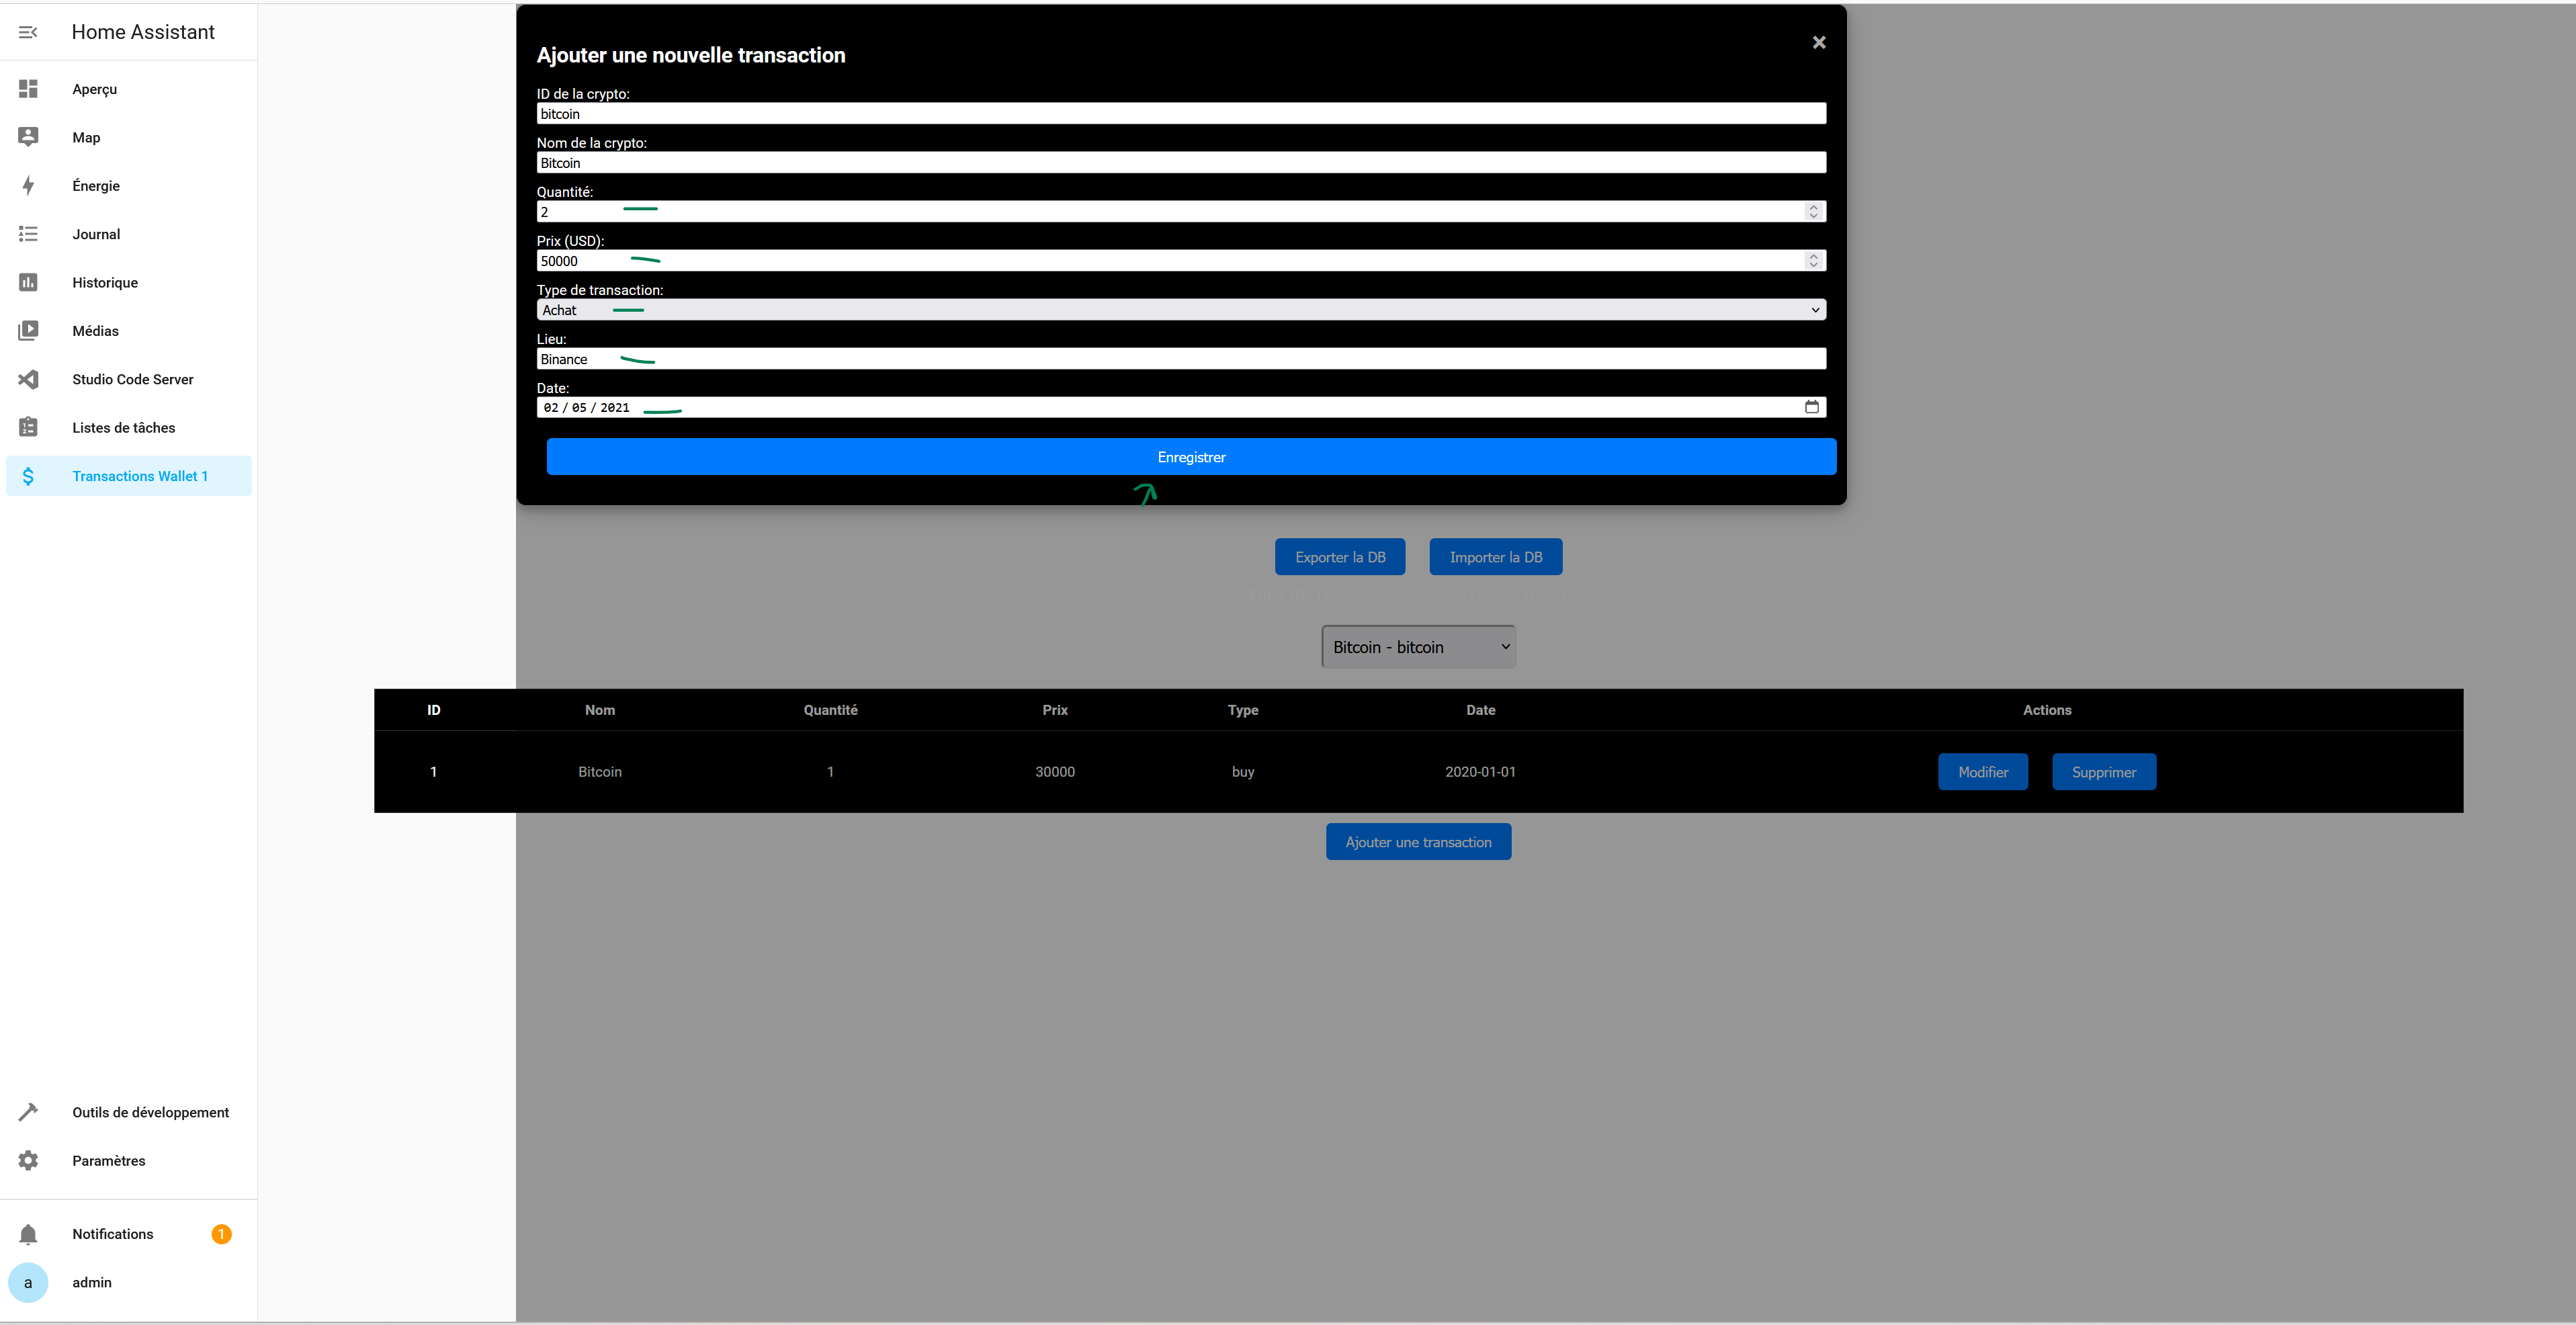 Home Assistant
Aperçu
Map
Énergie
Journal
Historique
Médias
Studio Code Server
Listes de tâches
Transactions Wallet 1
Outils de développement
Paramètres
Notifications 1
a admin
Ajouter une nouvelle transaction ×
ID de la crypto:
bitcoin
Nom de la crypto:
Bitcoin
Quantité:
2
Prix (USD):
50000
Type de transaction:
Achat
Lieu:
Binance
Date:
02 / 05 / 2021
Enregistrer
Exporter la DB Importer la DB
Bitcoin - bitcoin
ID Nom Quantité Prix Type Date Actions
1 Bitcoin 1 30000 buy 2020-01-01 Modifier Supprimer
Ajouter une transaction